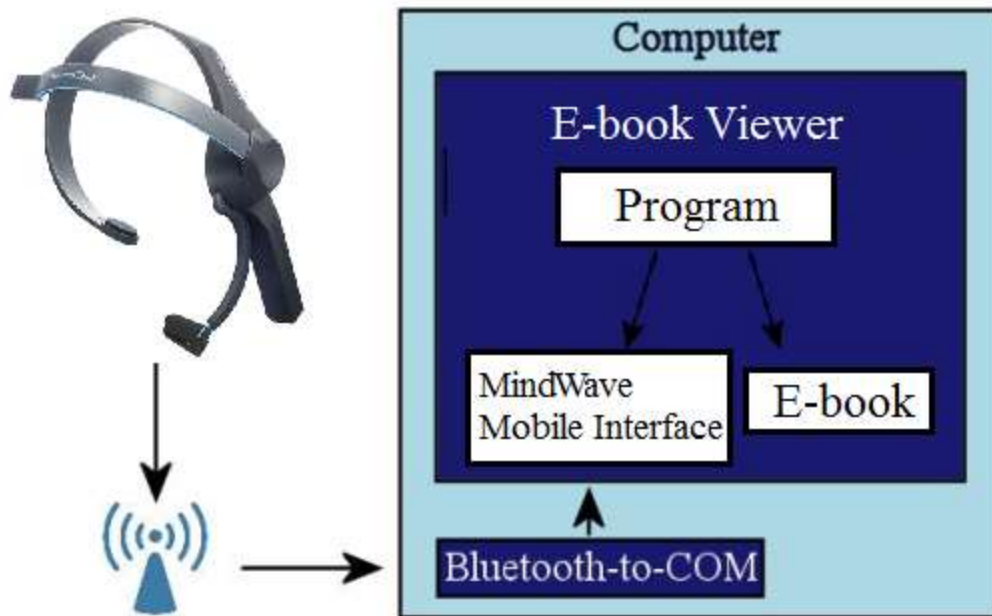 Computer
E-book Viewer
Program
MindWave
Mobile Interface
E-book
Bluetooth-to-COM